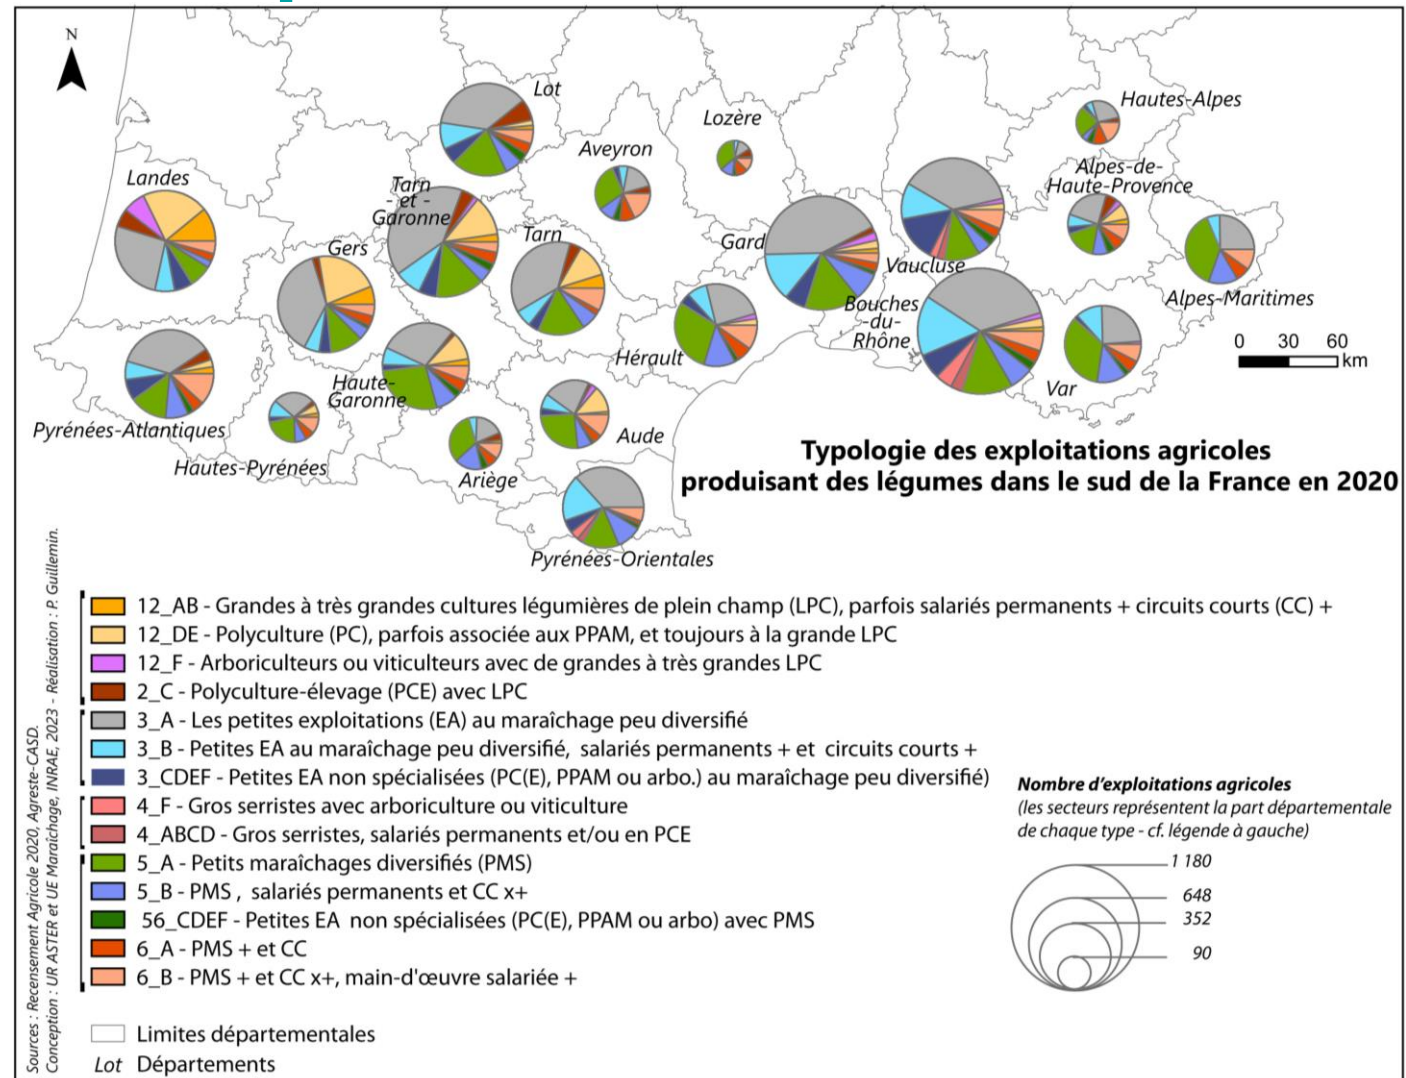 N
Lot
Hautes-Alpes
Lozère
Aveyron
Alpes-de-
Haute-Provence
Landes
Tarn
- et -
Garonne
Tarn
Gers
Gard
Vaucluse
Alpes-Maritimes
Bouches
-du-
Rhône
0 30 60
km
Hérault
Var
Haute-
Garonne
Pyrénées-Atlantiques
Aude
Hautes-Pyrénées
Ariège
Pyrénées-Orientales
Typologie des exploitations agricoles
produisant des légumes dans le sud de la France en 2020
Sources : Recensement Agricole 2020, Agreste-CASD.
Conception : UR ASTER et UE Maraîchage, INRAE, 2023 - Réalisation : P. Guillemin.
12_AB - Grandes à très grandes cultures légumières de plein champ (LPC), parfois salariés permanents + circuits courts (CC) +
12_DE - Polyculture (PC), parfois associée aux PPAM, et toujours à la grande LPC
12_F - Arboriculteurs ou viticulteurs avec de grandes à très grandes LPC
2_C - Polyculture-élevage (PCE) avec LPC
3_A - Les petites exploitations (EA) au maraîchage peu diversifié
3_B - Petites EA au maraîchage peu diversifié, salariés permanents + et circuits courts +
3_CDEF - Petites EA non spécialisées (PC(E), PPAM ou arbo.) au maraîchage peu diversifié)
4_F - Gros serristes avec arboriculture ou viticulture
4_ABCD - Gros serristes, salariés permanents et/ou en PCE
5_A - Petits maraîchages diversifiés (PMS)
5_B - PMS , salariés permanents et CC x+
56_CDEF - Petites EA non spécialisées (PC(E), PPAM ou arbo) avec PMS
6_A - PMS + et CC
6_B - PMS + et CC x+, main-d'œuvre salariée +
Limites départementales
Lot Départements
Nombre d'exploitations agricoles
(les secteurs représentent la part départementale
de chaque type - cf. légende à gauche)
1 180
648
352
90